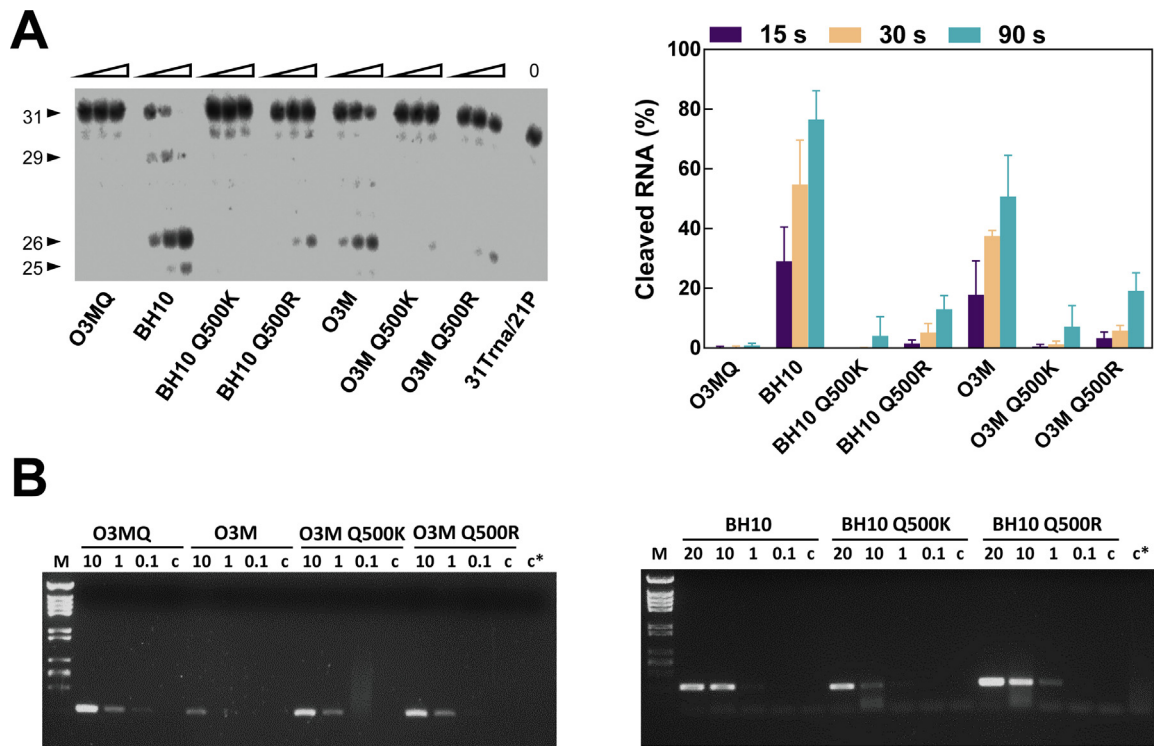 A
0
31
29
26
25
O3MQ
BH10
BH10 Q500K
BH10 Q500R
O3M
O3M Q500K
O3M Q500R
31Trna/21P
15 s 30 s 90 s
Cleaved RNA (%)
100
80
60
40
20
0
O3MQ
BH10
BH10 Q500K
BH10 Q500R
O3M
O3M Q500K
O3M Q500R
B
O3MQ O3M O3M Q500K O3M Q500R
M 10 1 0.1 c 10 1 0.1 c 10 1 0.1 c 10 1 0.1 c c*
BH10 BH10 Q500K BH10 Q500R
M 20 10 1 0.1 c 20 10 1 0.1 c 20 10 1 0.1 c c*